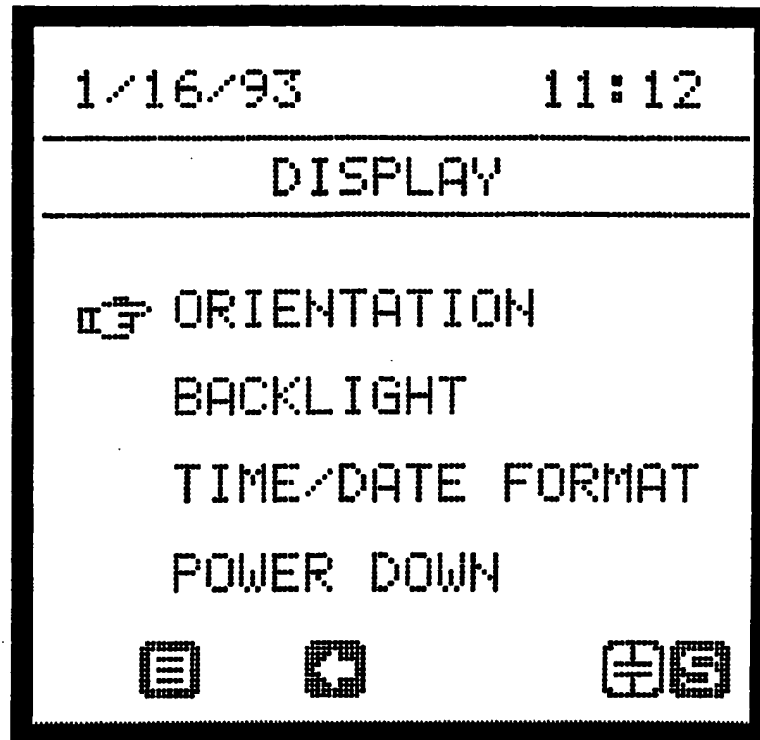 1/16/93 11:12
DISPLAY
ORIENTATION
BACKLIGHT
TIME/DATE FORMAT
POWER DOWN
S